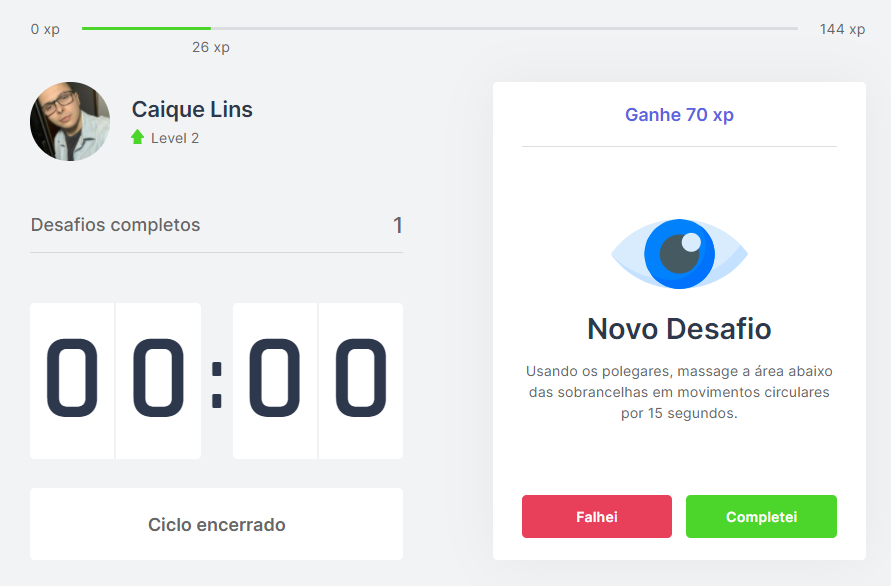 0 xp
26 xp
144 xp
Caique Lins
Level 2
Desafios completos 1
00:00
Ciclo encerrado
Ganhe 70 xp
Novo Desafio
Usando os polegares, massage a área abaixo
das sobrancelhas em movimentos circulares
por 15 segundos.
Falhei
Completei